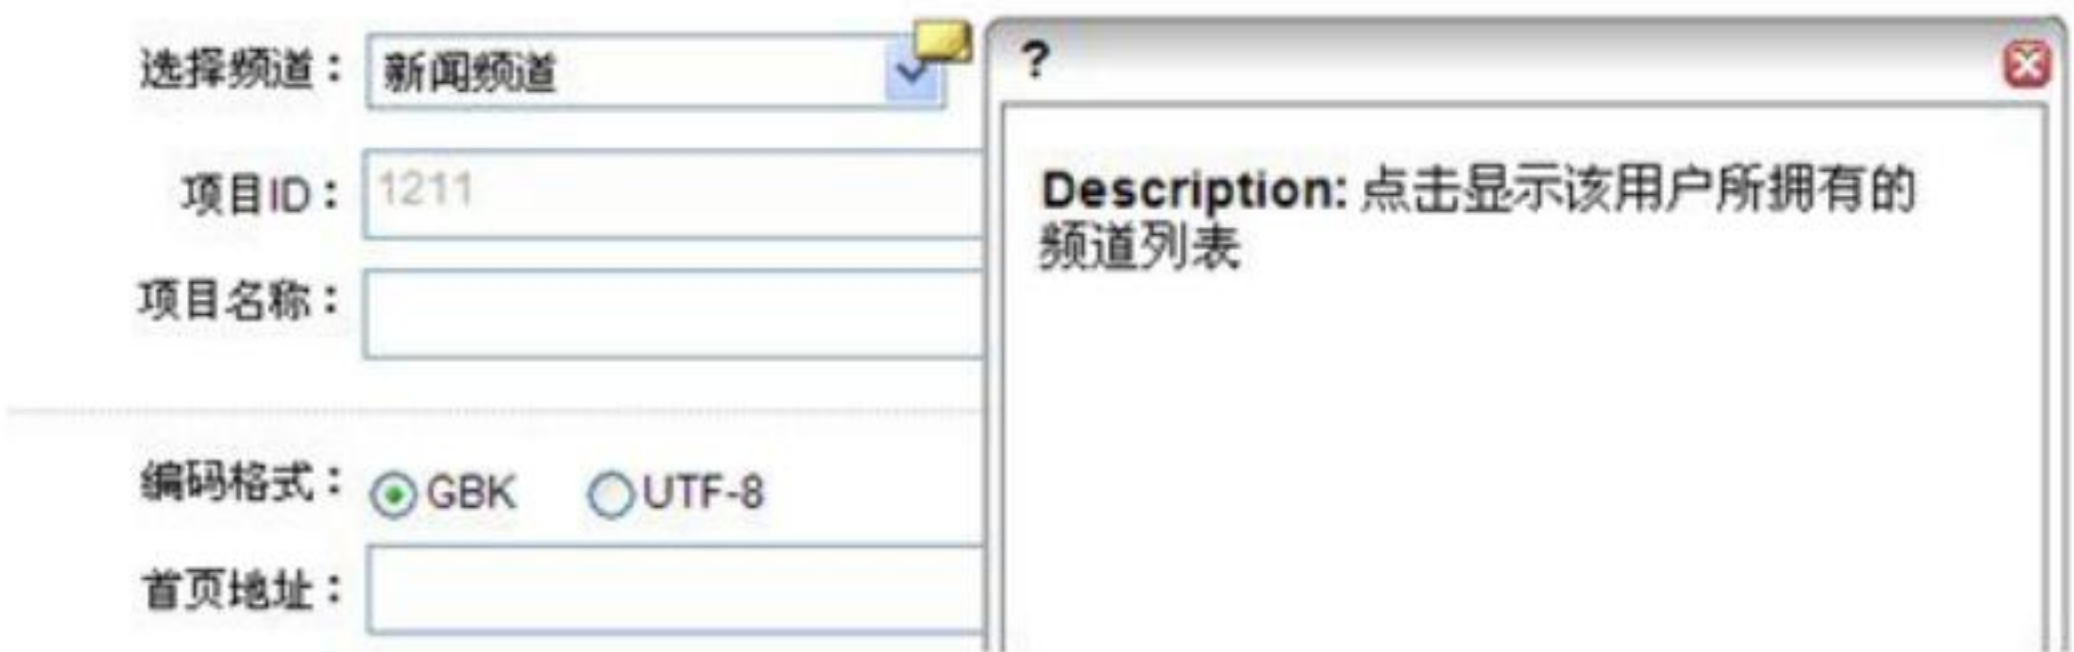 选择频道：新闻频道
项目ID：1211
项目名称：
编码格式：GBK UTF-8
首页地址：
?
Description: 点击显示该用户所拥有的
频道列表